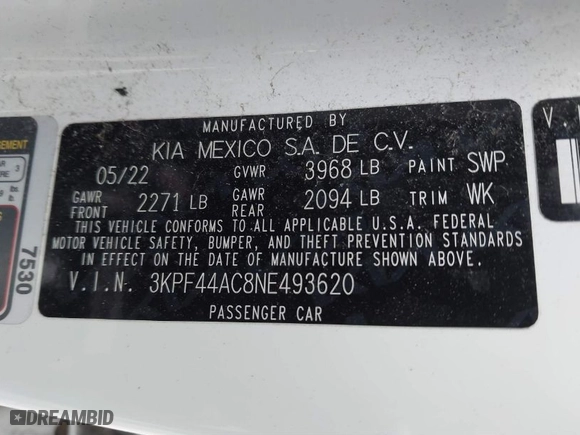 MANUFACTURED BY
KIA MEXICO S.A. DE C.V.
05/22 GVWR 3968 LB PAINT SWP
GAWR FRONT 2271 LB GAWR REAR 2094 LB TRIM WK
THIS VEHICLE CONFORMS TO ALL APPLICABLE U.S.A. FEDERAL
MOTOR VEHICLE SAFETY, BUMPER, AND THEFT PREVENTION STANDARDS
IN EFFECT ON THE DATE OF MANUFACTURE SHOWN ABOVE.
V.I.N. 3KPF44AC8NE493620
PASSENGER CAR
7530
V.
DREAMBID